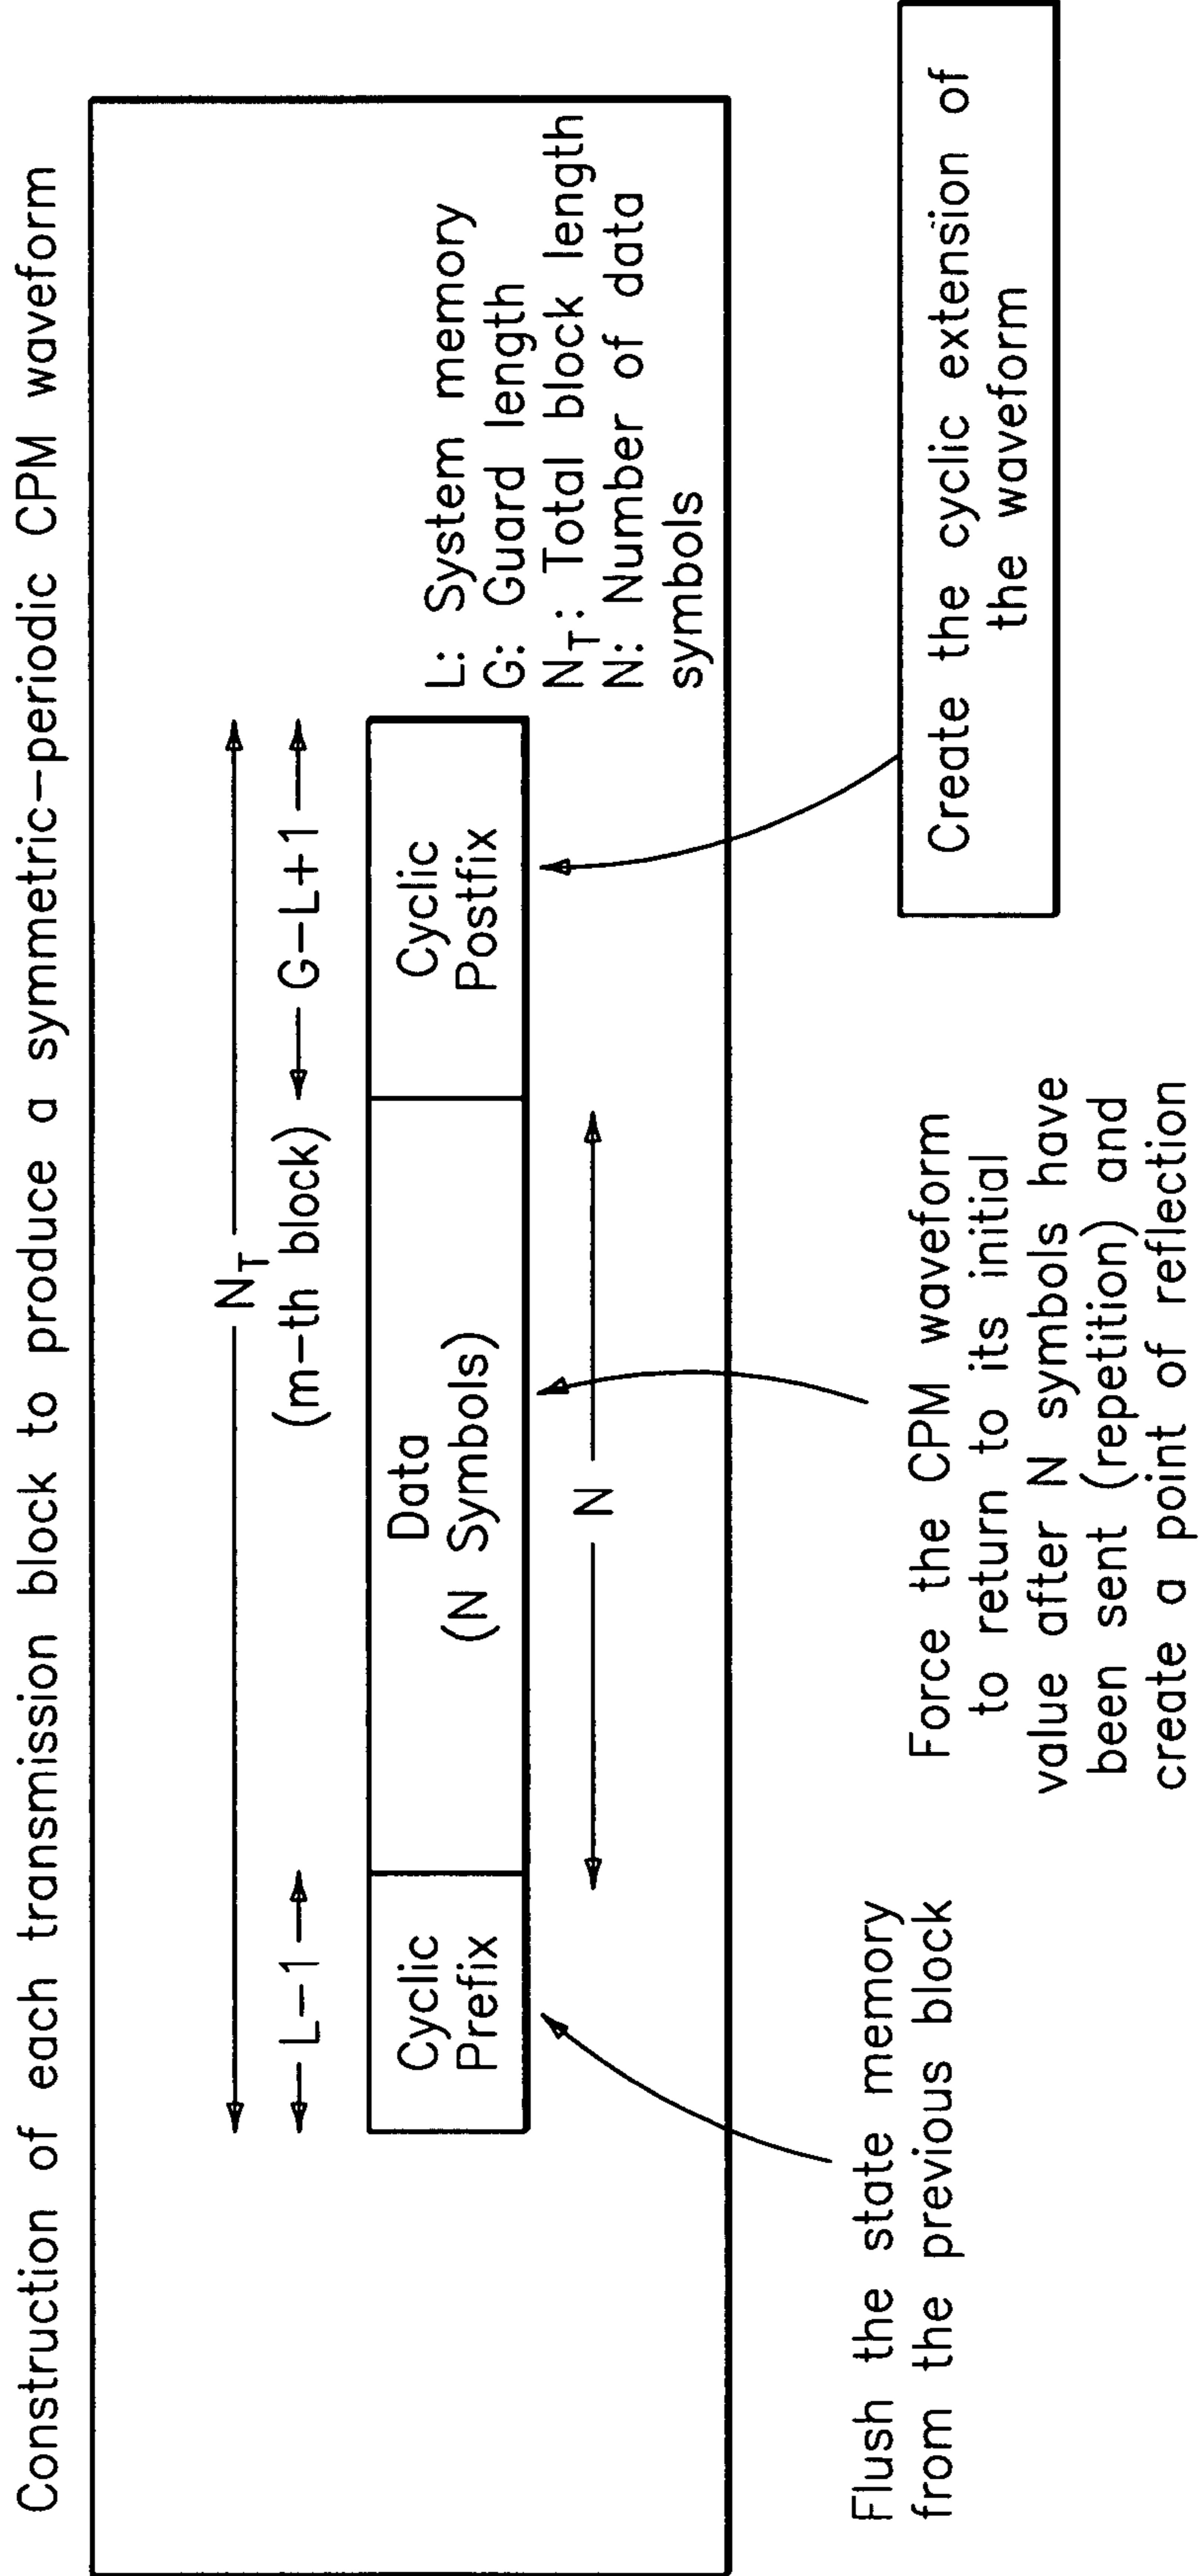 Construction of each transmission block to produce a symmetric-periodic CPM waveform
N_T
(m-th block)
L-1
G-L+1
Cyclic
Prefix
Data
(N Symbols)
Cyclic
Postfix
N
L: System memory
G: Guard length
N_T: Total block length
N: Number of data
symbols
Flush the state memory
from the previous block
Force the CPM waveform
to return to its initial
value after N symbols have
been sent (repetition) and
create a point of reflection
Create the cyclic extension of
the waveform